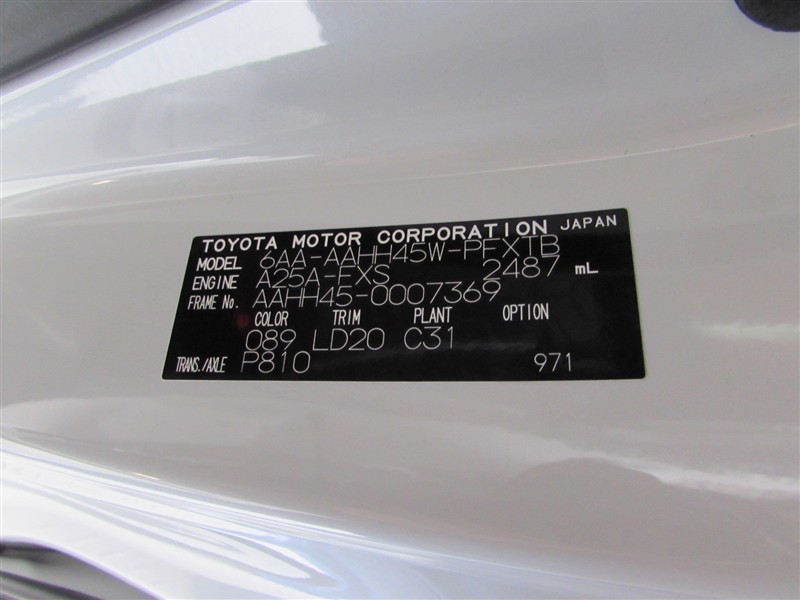 TOYOTA MOTOR CORPORATION JAPAN
MODEL 6AA-AAHH45W-PFXTB
ENGINE A25A-FXS 2487 mL
FRAME No. AAHH45-0007369
COLOR TRIM PLANT OPTION
089 LD20 C31
TRANS./AXLE P810 971